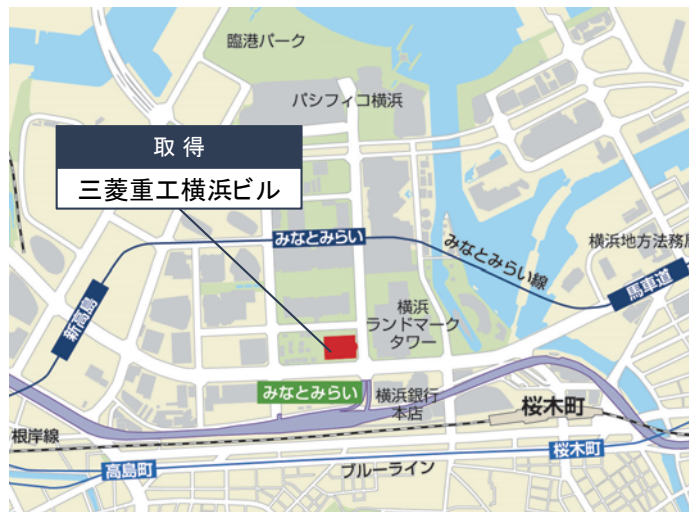 臨港パーク
パシフィコ横浜
取得
三菱重工横浜ビル
みなとみらい
みなとみらい線
横浜地方法務局
馬車道
新高島
横浜
ランドマーク
タワー
みなとみらい
横浜銀行
本店
桜木町
根岸線
高島町
ブルーライン
桜木町